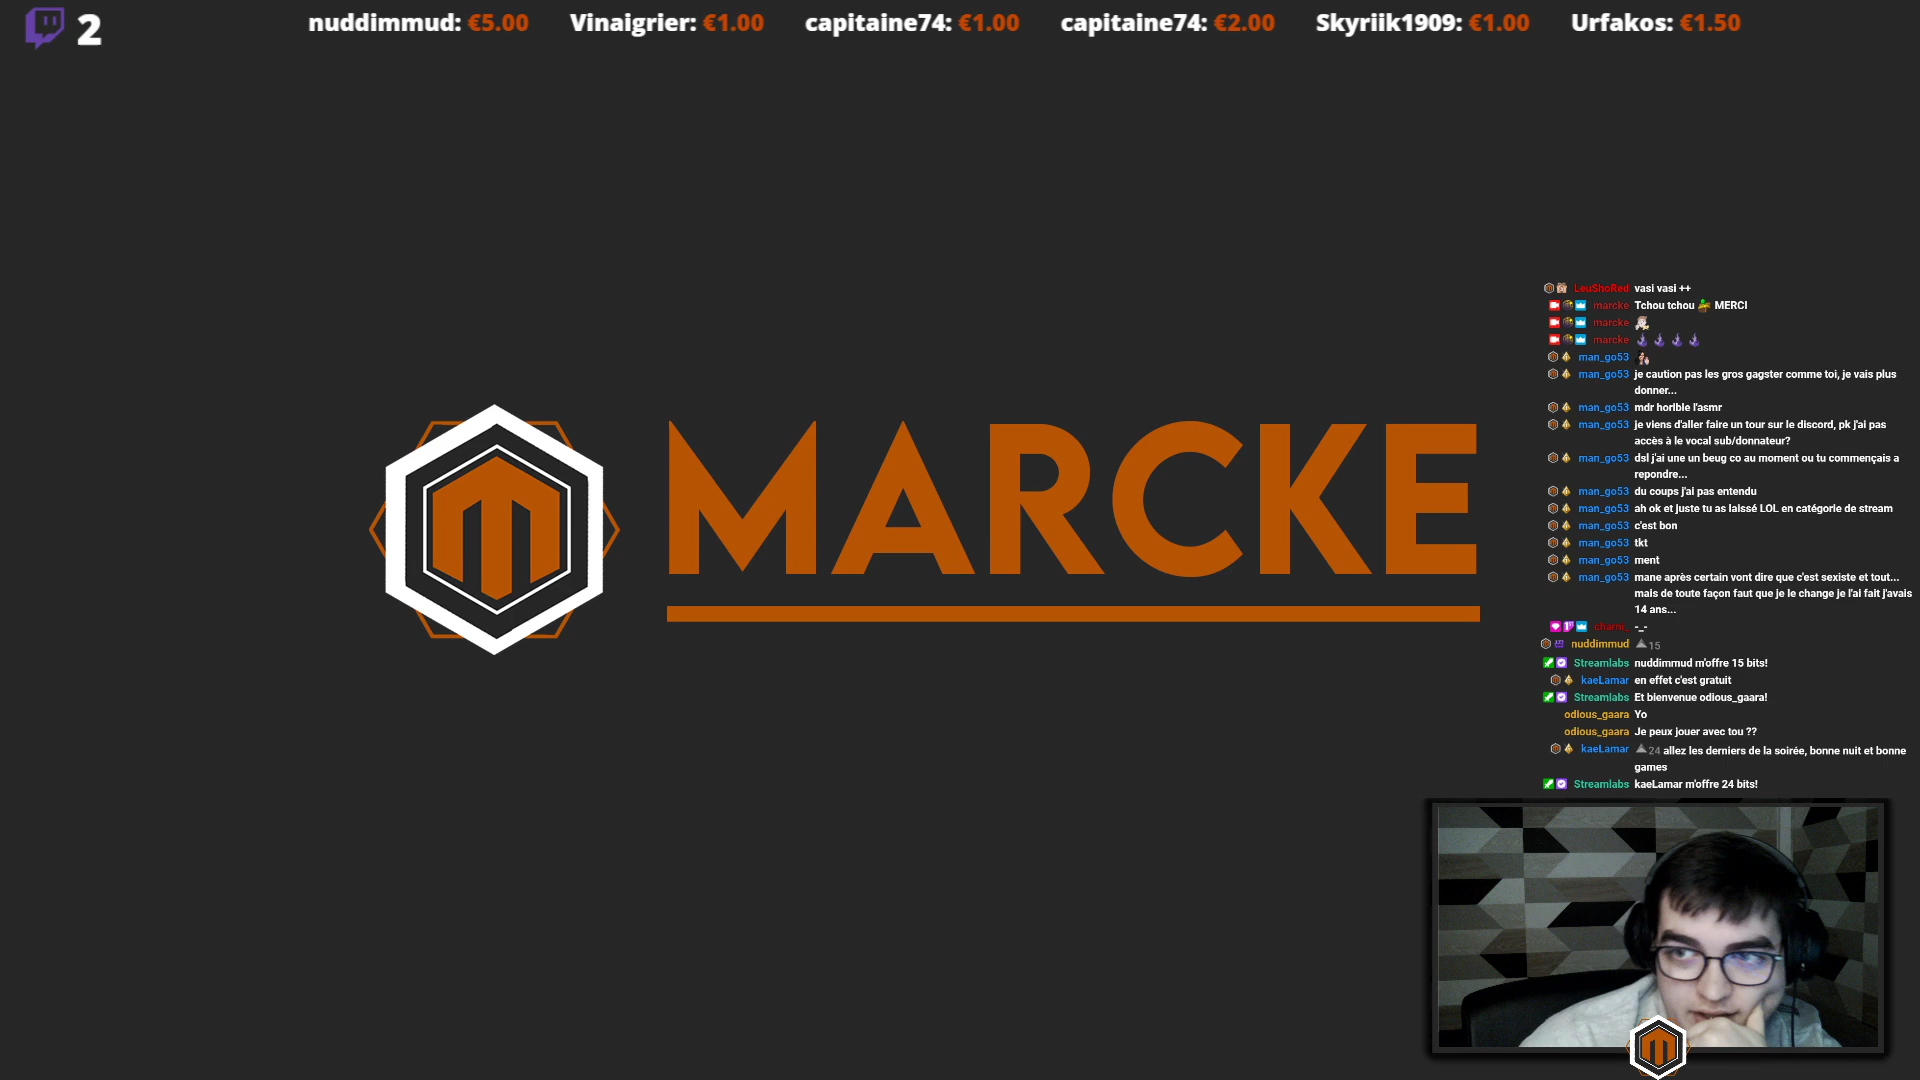 2
nuddimmud: €5.00 Vinaigrier: €1.00 capitaine74: €1.00 capitaine74: €2.00 Skyriik1909: €1.00 Urfakos: €1.50
MARCKE
LeuShoRed vasi vasi ++
marcke Tchou tchou MERCI
marcke
marcke
man_go53
man_go53 je caution pas les gros gagster comme toi, je vais plus
donner...
man_go53 mdr horible l'asmr
man_go53 je viens d'aller faire un tour sur le discord, pk j'ai pas
accès à le vocal sub/donnateur?
man_go53 dsl j'ai une un beug co au moment ou tu commençais a
repondre...
man_go53 du coups j'ai pas entendu
man_go53 ah ok et juste tu as laissé LOL en catégorie de stream
man_go53 c'est bon
man_go53 tkt
man_go53 ment
man_go53 mane après certain vont dire que c'est sexiste et tout...
mais de toute façon faut que je le change je l'ai fait j'avais
14 ans...
-_-
nuddimmud 15
Streamlabs nuddimmud m'offre 15 bits!
kaeLamar en effet c'est gratuit
Streamlabs Et bienvenue odious_gaara!
odious_gaara Yo
odious_gaara Je peux jouer avec tou ??
kaeLamar 24 allez les derniers de la soirée, bonne nuit et bonne
games
Streamlabs kaeLamar m'offre 24 bits!